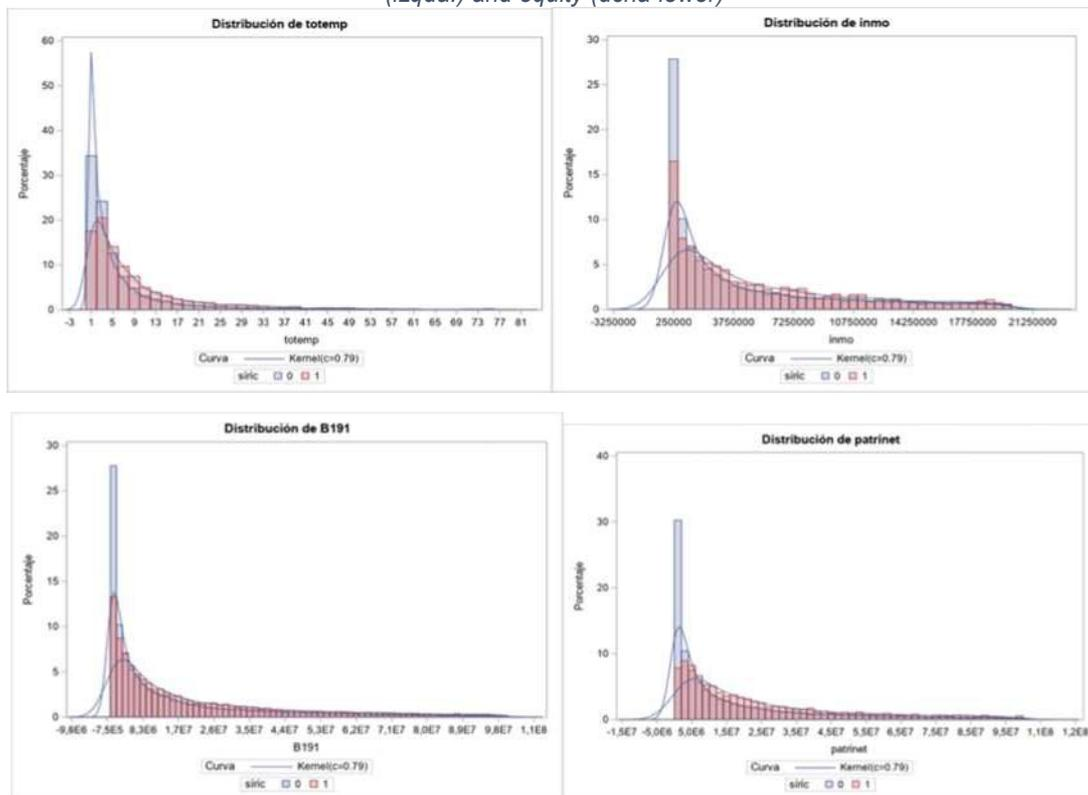 (izqual) and equity (dcha lower)
Distribución de totemp
60
50
40
30
20
10
0
Porcentaje
-3 1 5 9 13 17 21 25 29 33 37 41 45 49 53 57 61 65 69 73 77 81
totemp
Curva Kernel(c=0.79)
siric 0 1
Distribución de inmo
30
25
20
15
10
5
0
Porcentaje
-3250000 250000 3750000 7250000 10750000 14250000 17750000 21250000
inmo
Curva Kernel(c=0.79)
siric 0 1
Distribución de B191
30
25
20
15
10
5
0
Porcentaje
-9,8E6 -7,5E5 8,3E6 1,7E7 2,6E7 3,5E7 4,4E7 5,3E7 6,2E7 7,1E7 8,0E7 8,9E7 9,8E7 1,1E8
B191
Curva Kernel(c=0.79)
siric 0 1
Distribución de patrinet
40
30
20
10
0
Porcentaje
-1,5E7 -5,0E6 5,0E6 1,5E7 2,5E7 3,5E7 4,5E7 5,5E7 6,5E7 7,5E7 8,5E7 9,5E7 1,1E8 1,2E8
patrinet
Curva Kernel(c=0.79)
siric 0 1